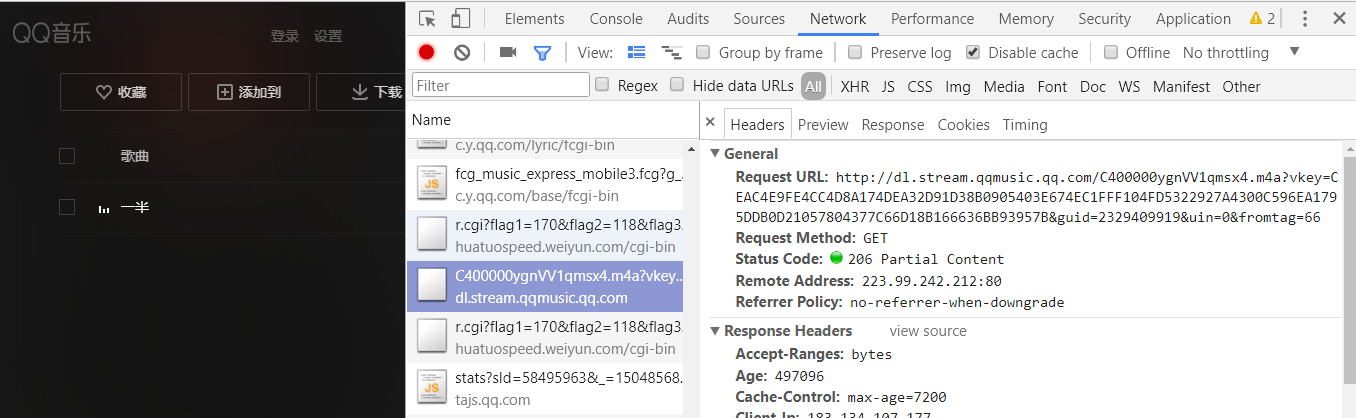 QQ音乐
登录 设置
收藏 添加到 下载
歌曲
一半
Elements Console Audits Sources Network Performance Memory Security Application 2
View: Group by frame Preserve log Disable cache Offline No throttling
Filter Regex Hide data URLs All XHR JS CSS Img Media Font Doc WS Manifest Other
Name
c.y.qq.com/lyric/fcgi-bin
fcg_music_express_mobile3.fcg?g_
c.y.qq.com/base/fcgi-bin
r.cgi?flag1=170&flag2=118&flag3.
huatuospeed.weiyun.com/cgi-bin
C400000ygnVV1qmsx4.m4a?vkey..
dl.stream.qqmusic.qq.com
r.cgi?flag1=170&flag2=118&flag3.
huatuospeed.weiyun.com/cgi-bin
stats?sId=58495963&_=15048568.
tajs.qq.com
Headers Preview Response Cookies Timing
General
Request URL: http://dl.stream.qqmusic.qq.com/C400000ygnVV1qmsx4.m4a?vkey=C
EAC4E9FE4CC4D8A174DEA32D91D38B0905403E674EC1FFF104FD5322927A4300C596EA179
5DDB0D21057804377C66D18B166636BB93957B&guid=2329409919&uin=0&fromtag=66
Request Method: GET
Status Code: 206 Partial Content
Remote Address: 223.99.242.212:80
Referrer Policy: no-referrer-when-downgrade
Response Headers view source
Accept-Ranges: bytes
Age: 497096
Cache-Control: max-age=7200
Client-Ip: 183.134.107.177